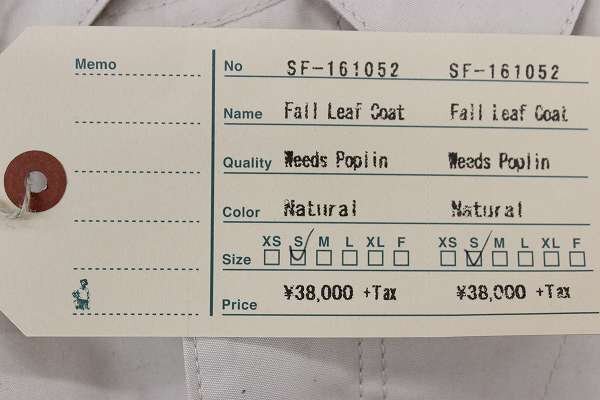 Memo
No SF-161052 SF-161052
Name Fall Leaf Coat Fall Leaf Coat
Quality Weeds Poplin Weeds Poplin
Color Natural Natural
XS S M L XL F XS S M L XL F
Size
Price ¥38,000 +Tax ¥38,000 +Tax